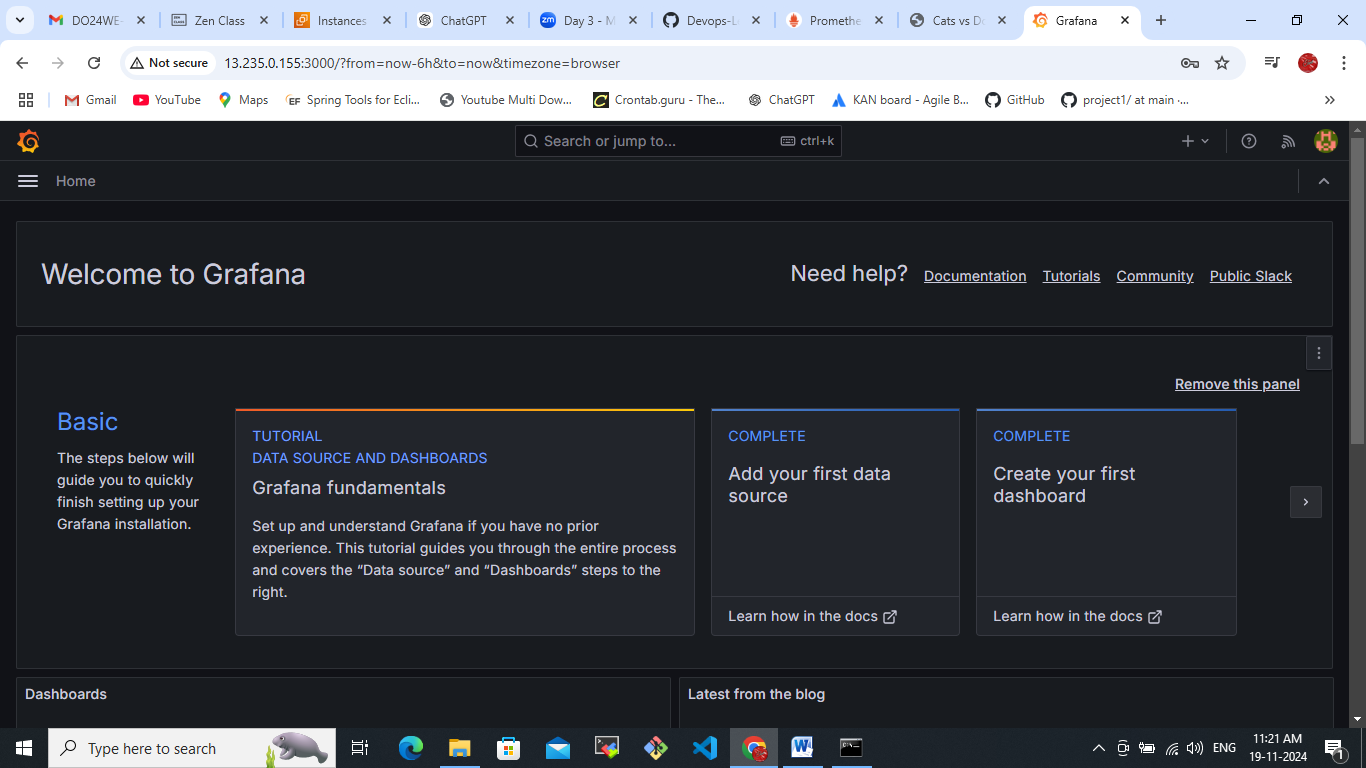 DO24WE-
Zen Class
Instances
ChatGPT
Day 3 - M
Devops-L
Promethe
Cats vs D
Grafana
Not secure
13.235.0.155:3000/?from=now-6h&to=now&timezone=browser
Gmail
YouTube
Maps
Spring Tools for Ecli...
Youtube Multi Dow...
Crontab.guru - The...
ChatGPT
KAN board - Agile B...
GitHub
project1/ at main ·...
Search or jump to...
ctrl+k
Home
Welcome to Grafana
Need help?
Documentation
Tutorials
Community
Public Slack
Remove this panel
Basic
The steps below will
guide you to quickly
finish setting up your
Grafana installation.
TUTORIAL
DATA SOURCE AND DASHBOARDS
Grafana fundamentals
Set up and understand Grafana if you have no prior
experience. This tutorial guides you through the entire process
and covers the “Data source” and “Dashboards” steps to the
right.
COMPLETE
Add your first data
source
Learn how in the docs
COMPLETE
Create your first
dashboard
Learn how in the docs
Dashboards
Latest from the blog
Type here to search
ENG
11:21 AM
19-11-2024
1